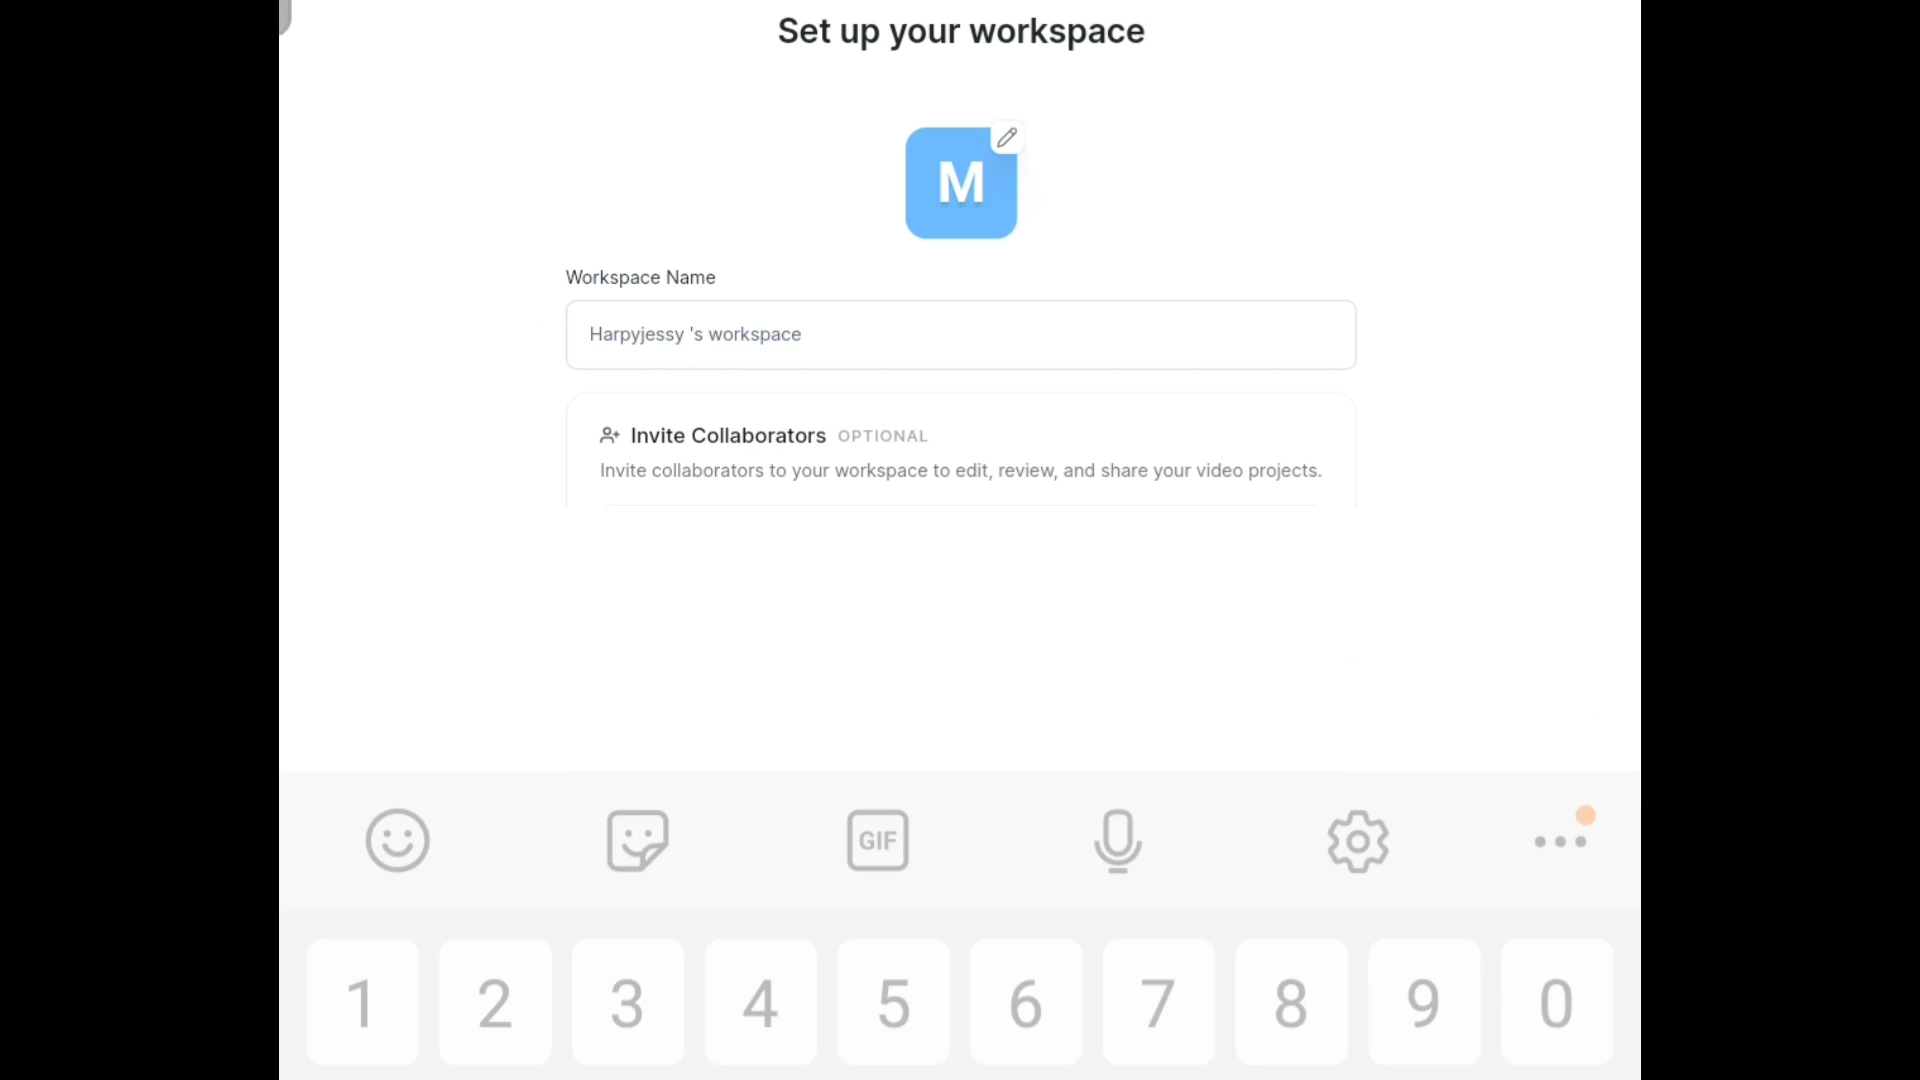 Set up your workspace
M
Workspace Name
Harpyjessy 's workspace
Invite Collaborators OPTIONAL
Invite collaborators to your workspace to edit, review, and share your video projects.
GIF
1 2 3 4 5 6 7 8 9 0